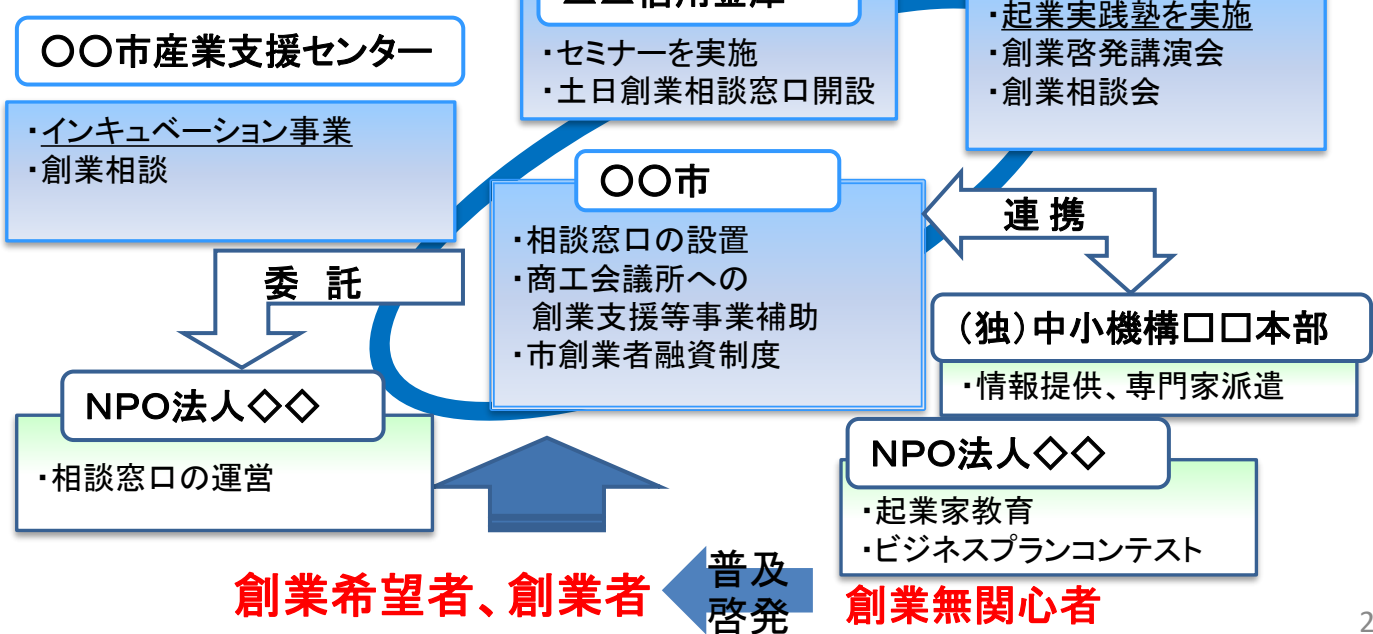 ・起業実践塾を実施
・創業啓発講演会
・創業相談会
・セミナーを実施
・土日創業相談窓口開設
〇〇市産業支援センター
・インキュベーション事業
・創業相談
〇〇市
・相談窓口の設置
・商工会議所への
創業支援等事業補助
・市創業者融資制度
連 携
委 託
(独)中小機構□□本部
・情報提供、専門家派遣
NPO法人◇◇
・相談窓口の運営
NPO法人◇◇
・起業家教育
・ビジネスプランコンテスト
創業希望者、創業者
普及
啓発
創業無関心者
2